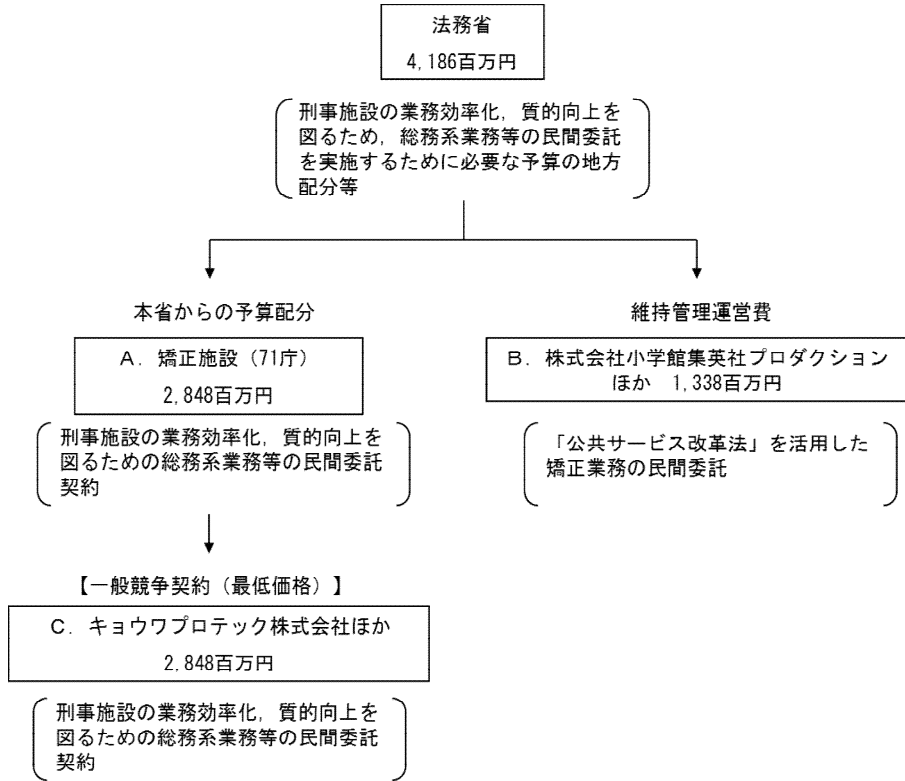 法務省
4,186百万円
刑事施設の業務効率化，質的向上を
図るため，総務系業務等の民間委託
を実施するために必要な予算の地方
配分等
本省からの予算配分
A．矯正施設（71庁）
2,848百万円
刑事施設の業務効率化，質的向上を
図るための総務系業務等の民間委託
契約
維持管理運営費
B．株式会社小学館集英社プロダクション
ほか　1,338百万円
「公共サービス改革法」を活用した
矯正業務の民間委託
【一般競争契約（最低価格）】
C．キョウワプロテック株式会社ほか
2,848百万円
刑事施設の業務効率化，質的向上を
図るための総務系業務等の民間委託
契約